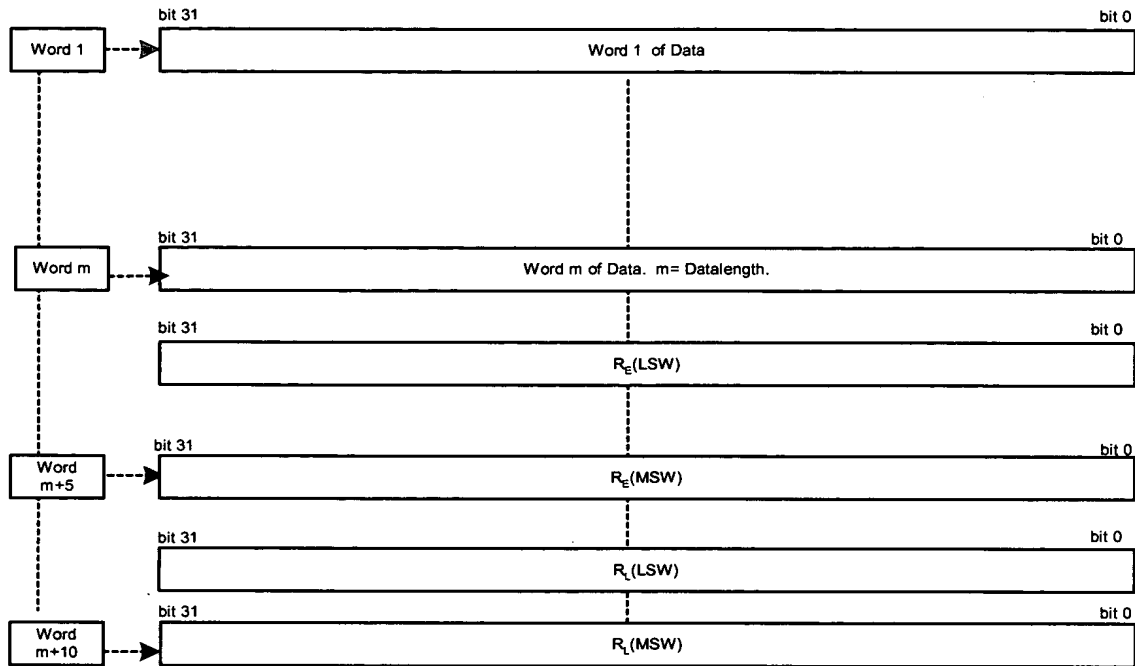 bit 31 bit 0
Word 1 Word 1 of Data
bit 31 bit 0
Word m Word m of Data. m= Datalength.
bit 31 bit 0
R_E(LSW)
bit 31 bit 0
Word
m+5 R_E(MSW)
bit 31 bit 0
R_L(LSW)
bit 31 bit 0
Word
m+10 R_L(MSW)